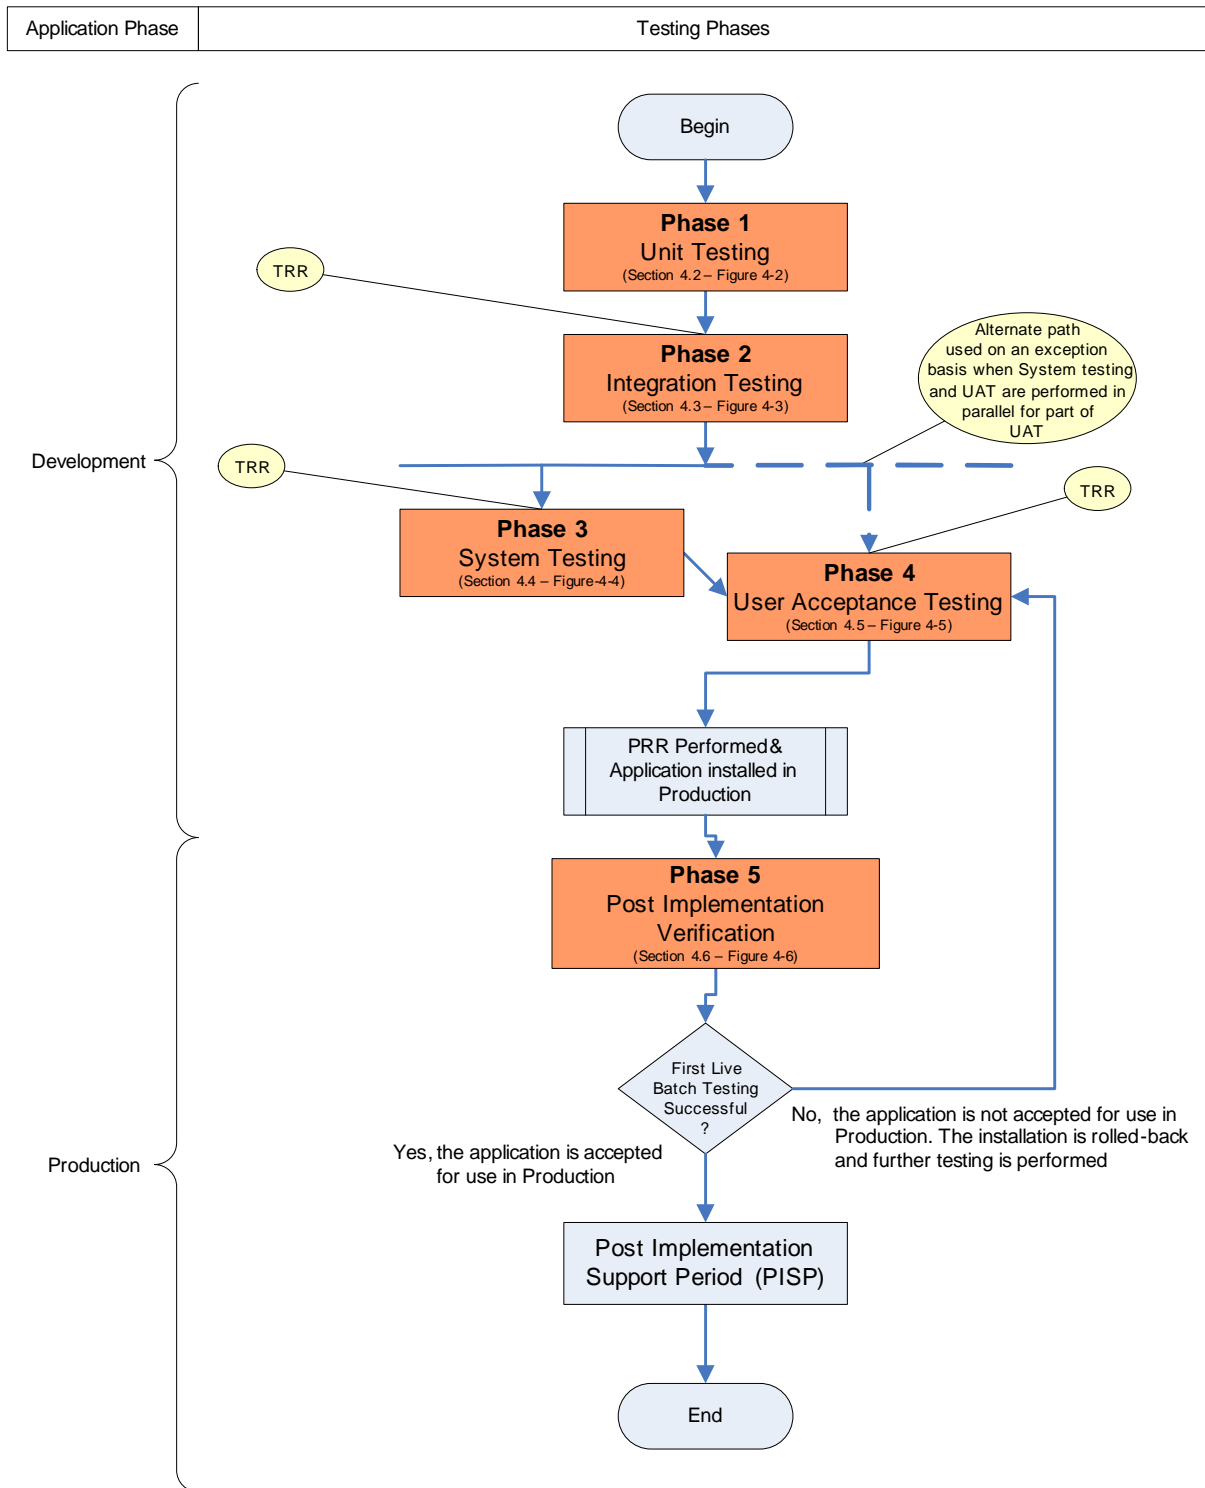 Application Phase
Testing Phases
Begin
Phase 1
Unit Testing
(Section 4.2 – Figure 4-2)
TRR
Phase 2
Integration Testing
(Section 4.3 – Figure 4-3)
Alternate path
used on an exception
basis when System testing
and UAT are performed in
parallel for part of
UAT
Development
TRR
TRR
Phase 3
System Testing
(Section 4.4 – Figure-4-4)
Phase 4
User Acceptance Testing
(Section 4.5 – Figure 4-5)
PRR Performed &
Application installed in
Production
Phase 5
Post Implementation
Verification
(Section 4.6 – Figure 4-6)
First Live
Batch Testing
Successful
?
No, the application is not accepted for use in
Production. The installation is rolled-back
and further testing is performed
Yes, the application is accepted
for use in Production
Production
Post Implementation
Support Period (PISP)
End